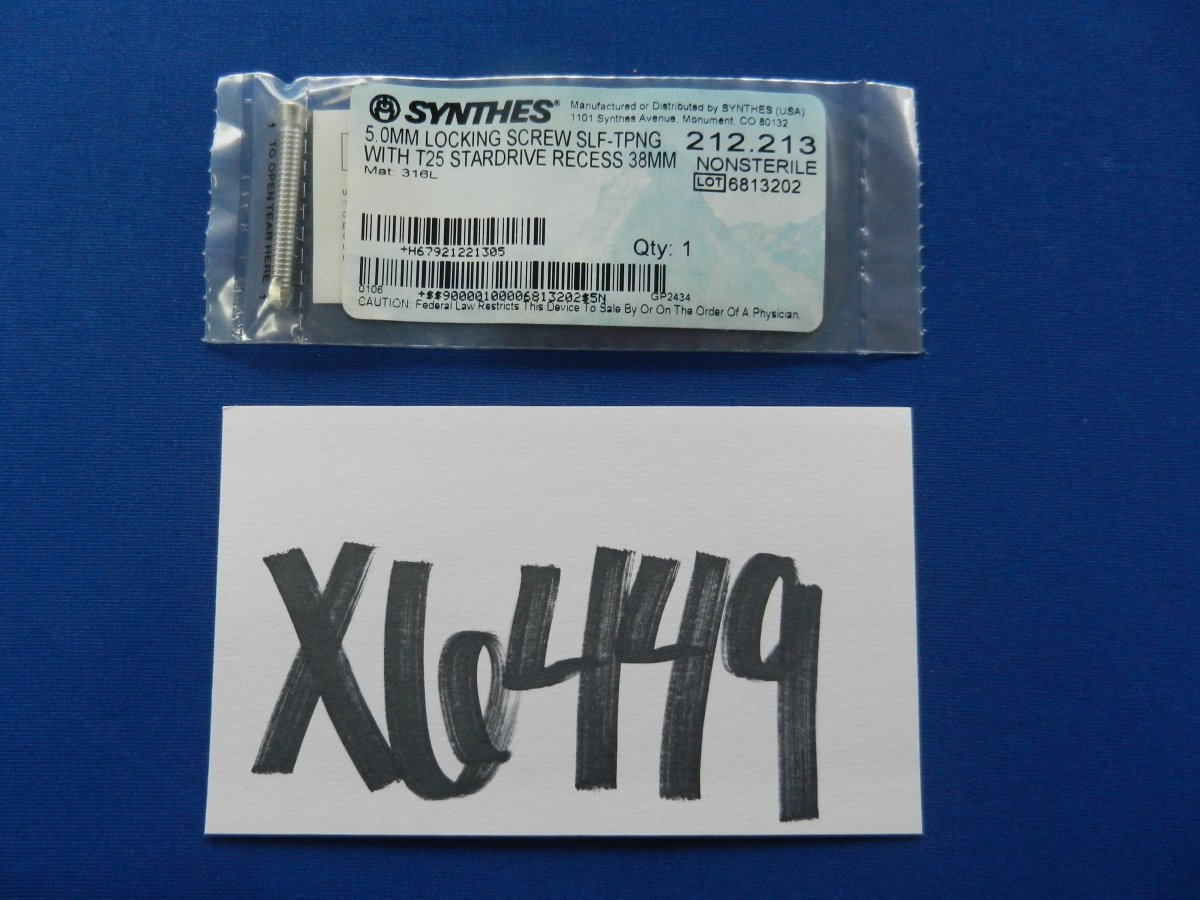 SYNTHES®
Manufactured or Distributed by SYNTHES (USA)
1101 Synthes Avenue, Monument, CO 80132
5.0MM LOCKING SCREW SLF-TPNG
WITH T25 STARDRIVE RECESS 38MM
Mat: 316L
212.213
NONSTERILE
LOT 6813202
+H67921221305
Qty: 1
0106
+$$90000100006813202$5N
GP2434
CAUTION: Federal Law Restricts This Device To Sale By Or On The Order Of A Physician.
TO OPEN TEAR HERE
X6449